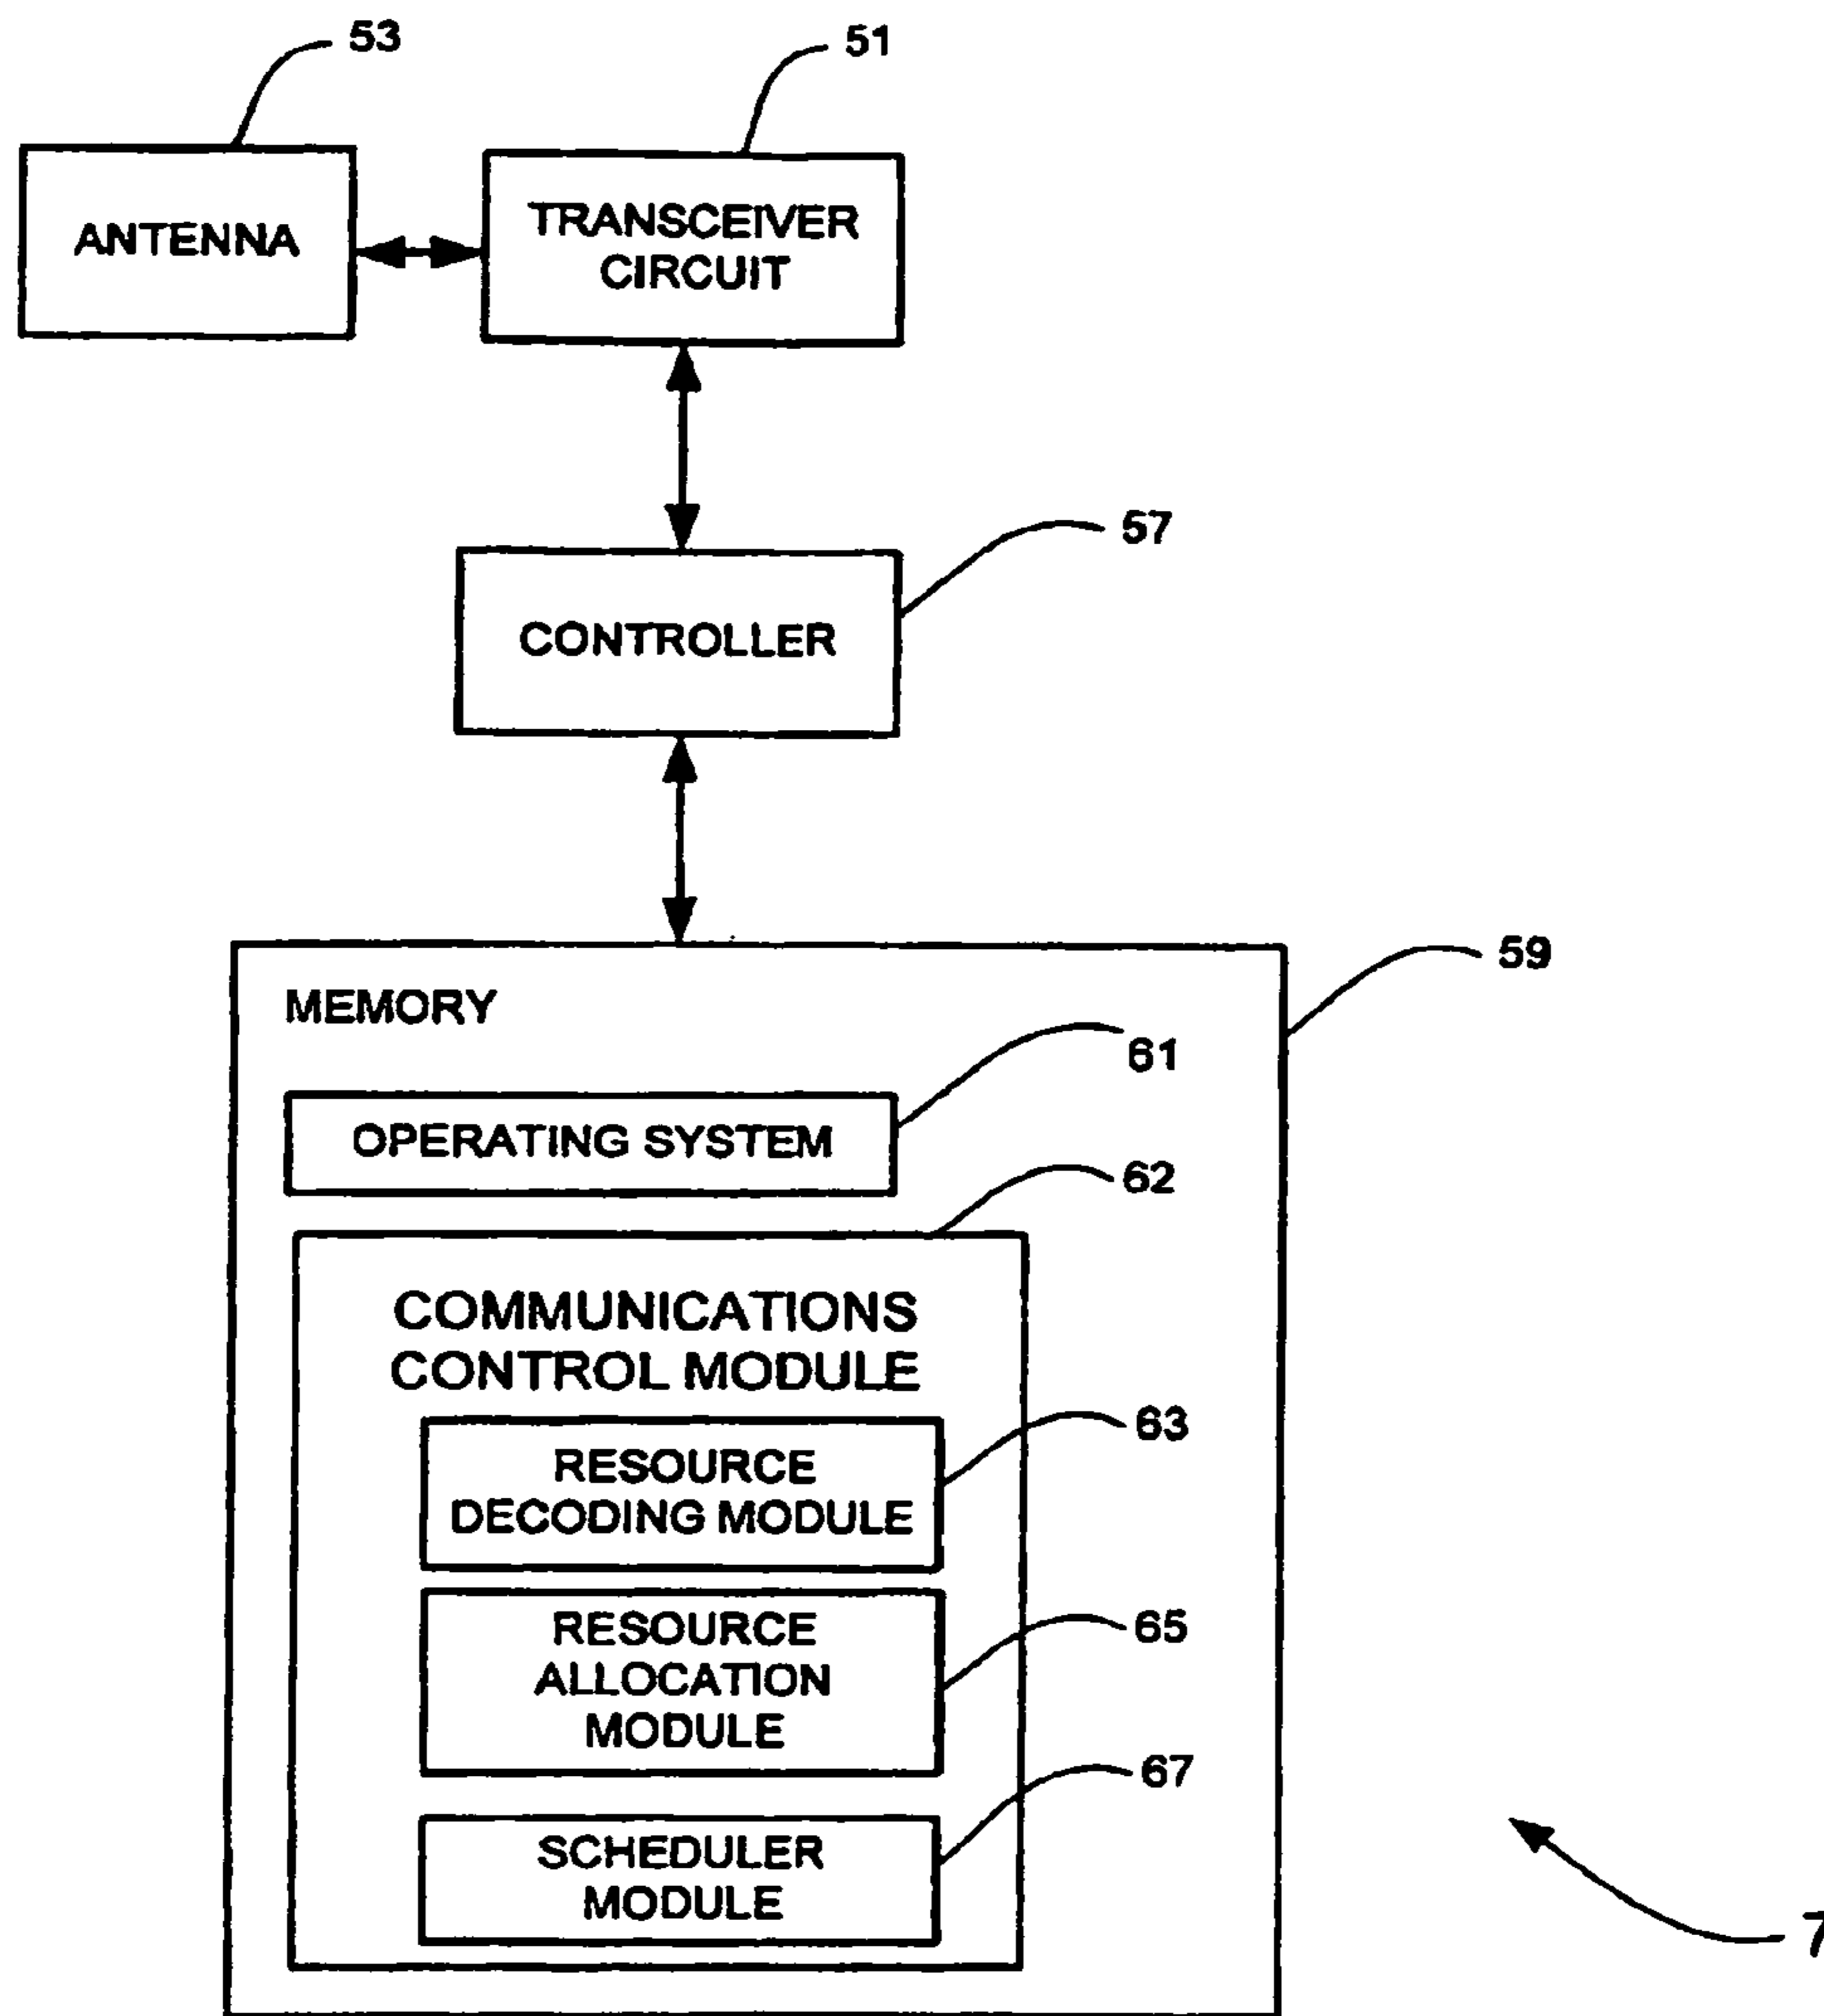 53
51
ANTENNA
TRANSCEIVER
CIRCUIT
57
CONTROLLER
59
MEMORY
61
OPERATING SYSTEM
62
COMMUNICATIONS
CONTROL MODULE
63
RESOURCE
DECODING MODULE
65
RESOURCE
ALLOCATION
MODULE
67
SCHEDULER
MODULE
7